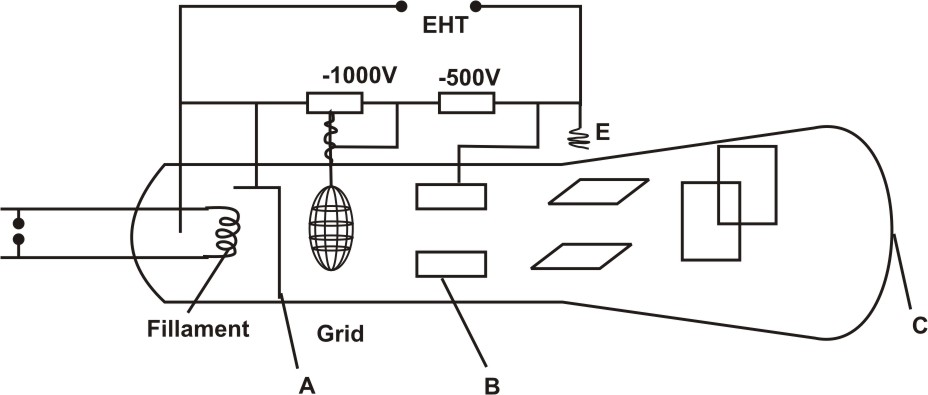 EHT
-1000V
-500V
E
Fillament
Grid
A
B
C